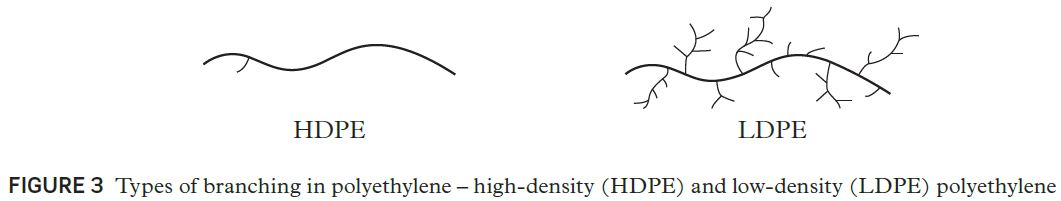 HDPE LDPE
FIGURE 3 Types of branching in polyethylene – high-density (HDPE) and low-density (LDPE) polyethylene